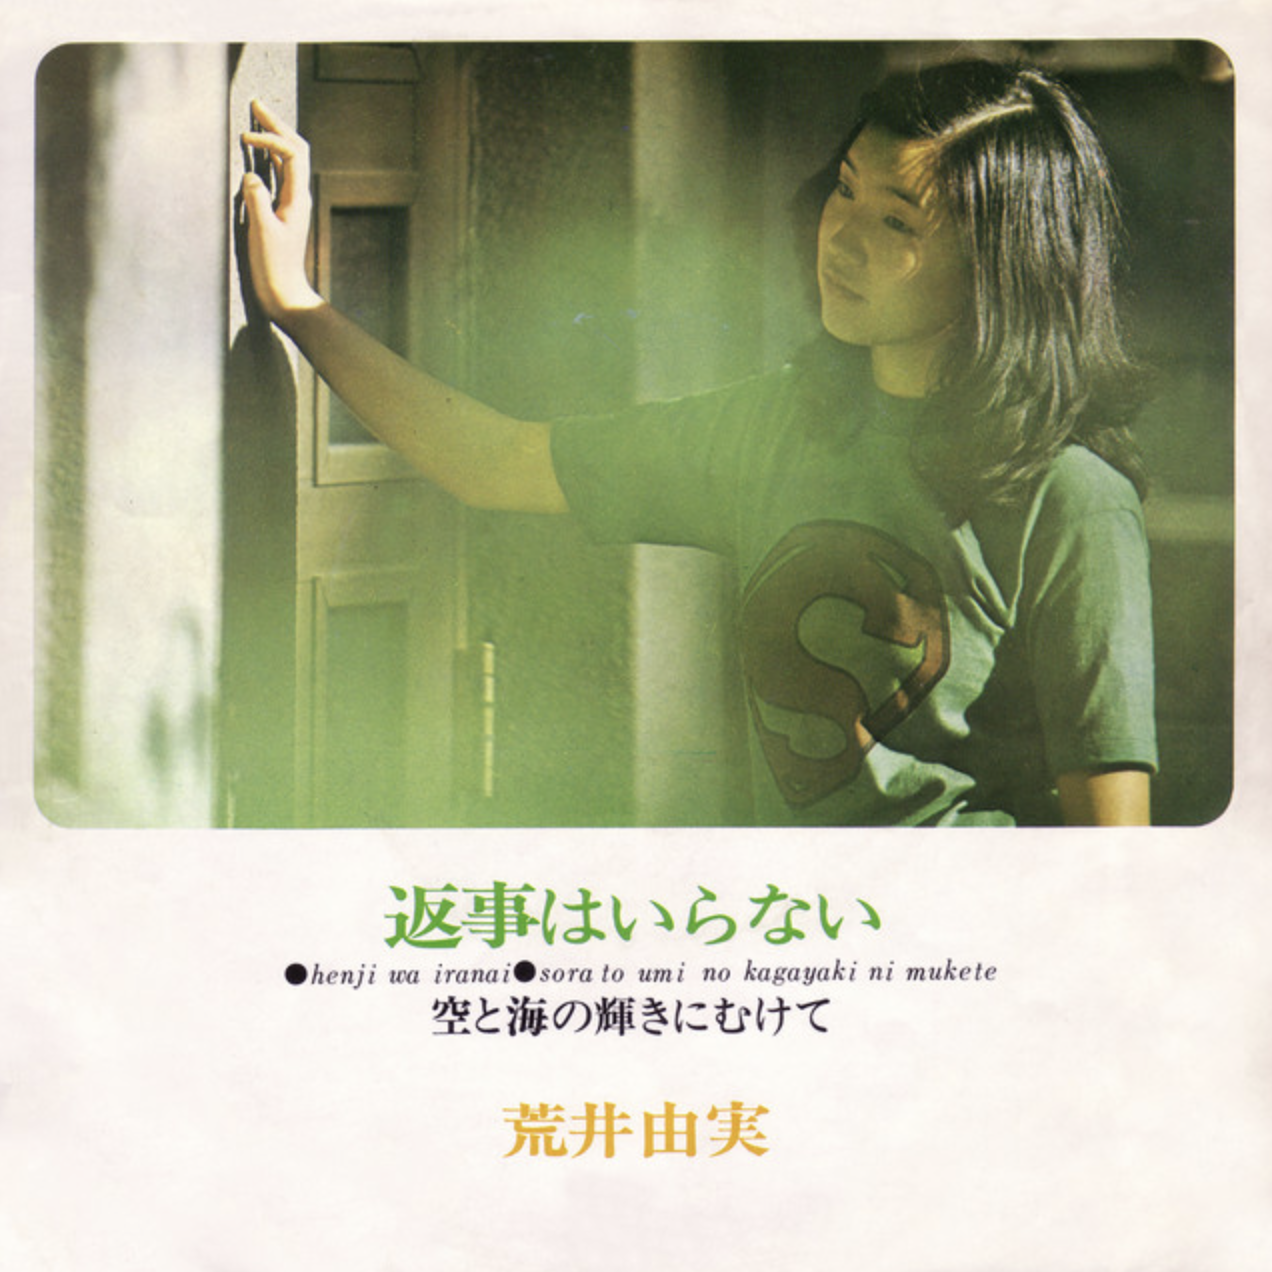 S
返事はいらない
●henji wa iranai●sora to umi no kagayaki ni mukete
空と海の輝きにむけて
荒井由実